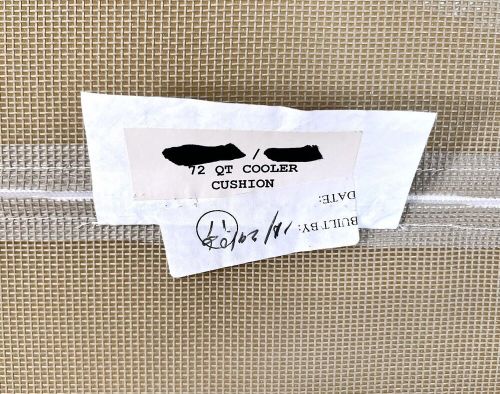 /
72 QT COOLER
CUSHION
DATE:
BUILT BY: